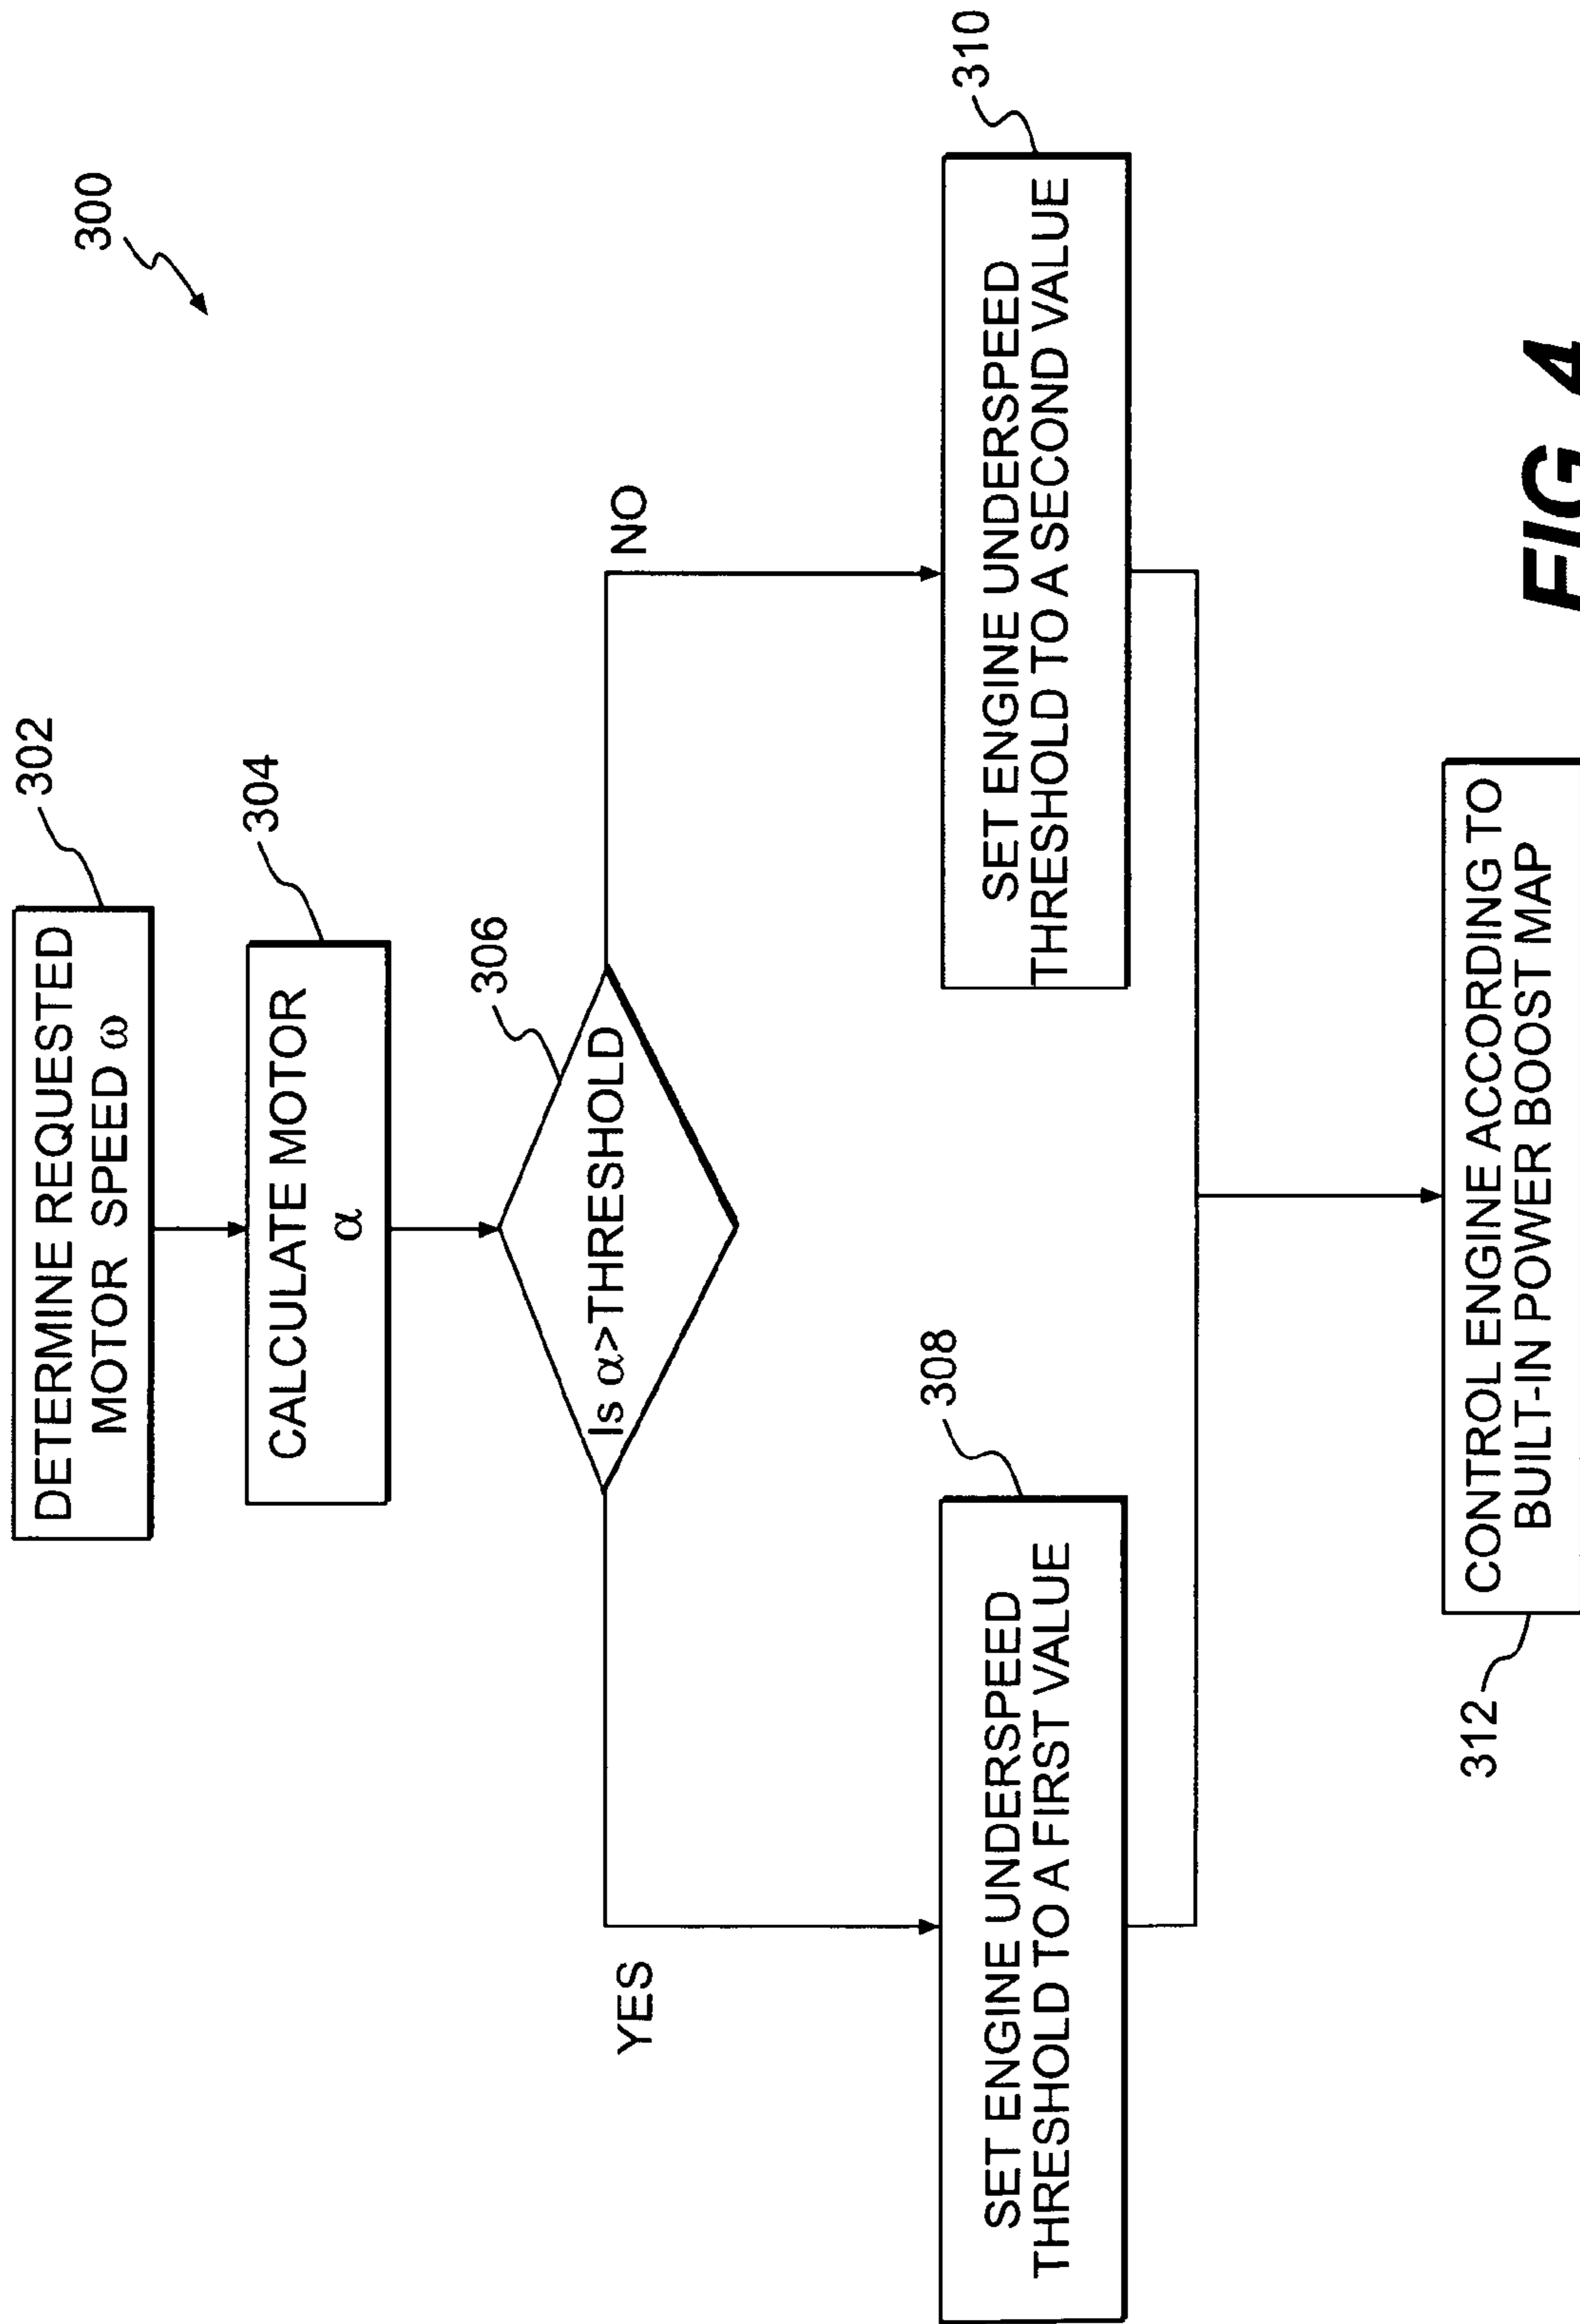 300
302
DETERMINE REQUESTED
MOTOR SPEED ω
304
CALCULATE MOTOR
α
306
Is α>THRESHOLD
YES
NO
308
SET ENGINE UNDERSPEED
THRESHOLD TO A FIRST VALUE
310
SET ENGINE UNDERSPEED
THRESHOLD TO A SECOND VALUE
312
CONTROL ENGINE ACCORDING TO
BUILT-IN POWER BOOST MAP
FIG. 4